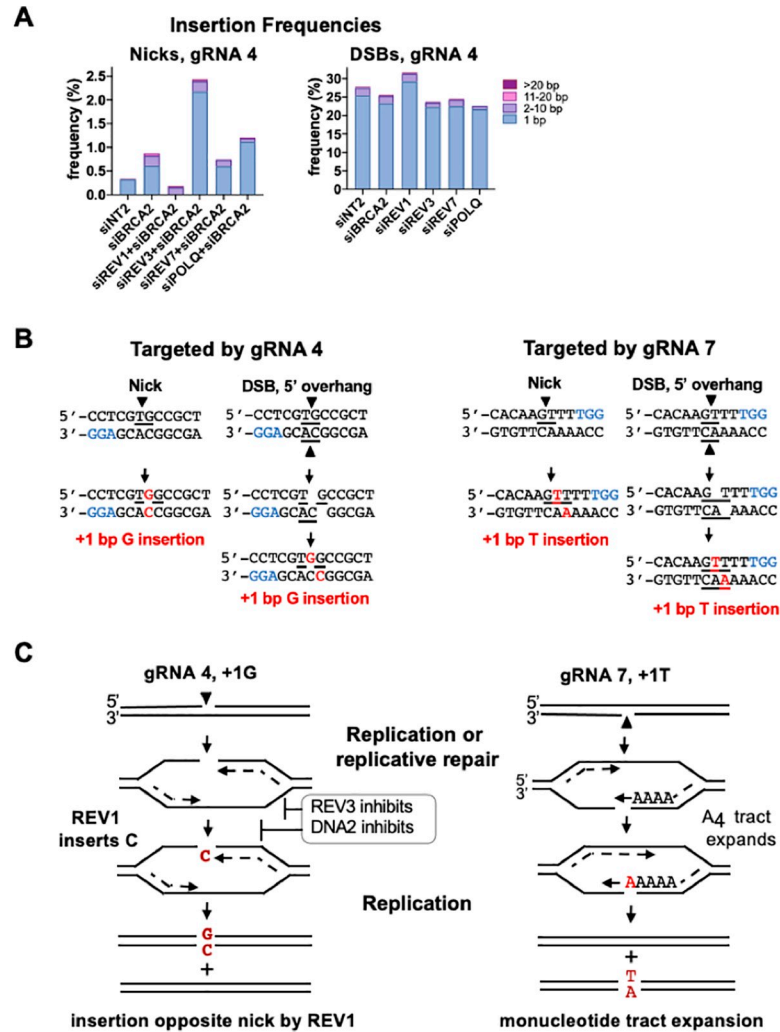 A
Insertion Frequencies
Nicks, gRNA 4
DSBs, gRNA 4
frequency (%)
2.5
2.0
1.5
1.0
0.5
0.0
siNT2
siBRCA2
siREV1+siBRCA2
siREV3+siBRCA2
siREV7+siBRCA2
siPOLQ+siBRCA2
frequency (%)
30
25
20
15
10
5
0
siNT2
siBRCA2
siREV1
siREV3
siREV7
siPOLQ
>20 bp
11-20 bp
2-10 bp
1 bp
B
Targeted by gRNA 4
Nick
5′-CCTCGTGCCGCT
3′-GGAGCACGGCGA
5′-CCTCGTGGCCGCT
3′-GGAGCACCGGCGA
+1 bp G insertion
DSB, 5' overhang
5′-CCTCGTGCCGCT
3′-GGAGCACGGCGA
5′-CCTCGT GCCGCT
3′-GGAGCAC GGCGA
5′-CCTCGTGGCCGCT
3′-GGAGCACCGGCGA
+1 bp G insertion
Targeted by gRNA 7
Nick
5′-CACAAGTTTTGG
3′-GTGTTCAAAACC
5′-CACAAGTTTTTGG
3′-GTGTTCAAAAACC
+1 bp T insertion
DSB, 5' overhang
5′-CACAAGTTTTGG
3′-GTGTTCAAAACC
5′-CACAAG TTTTGG
3′-GTGTTCA AAACC
5′-CACAAGTTTTTGG
3′-GTGTTCAAAAACC
+1 bp T insertion
C
gRNA 4, +1G
5'
3'
REV1
inserts C
C
G
C
+
insertion opposite nick by REV1
Replication or
replicative repair
REV3 inhibits
DNA2 inhibits
Replication
gRNA 7, +1T
5'
3'
5'
3'
AAAA
A4 tract
expands
AAAAA
+
T
A
monucleotide tract expansion